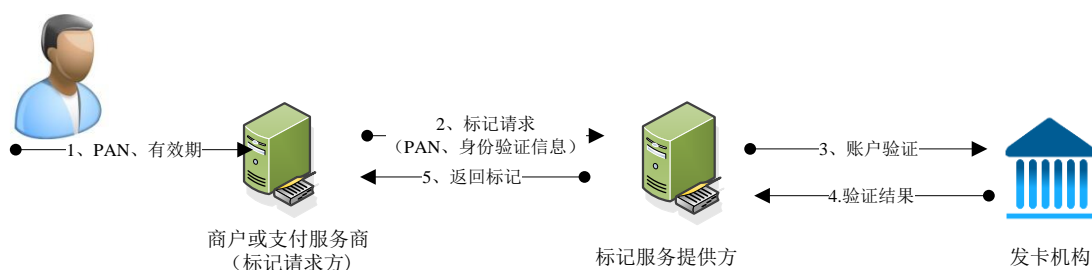 1、PAN、有效期
2、标记请求
（PAN、身份验证信息）
3、账户验证
5、返回标记
4.验证结果
商户或支付服务商
（标记请求方)
标记服务提供方
发卡机构